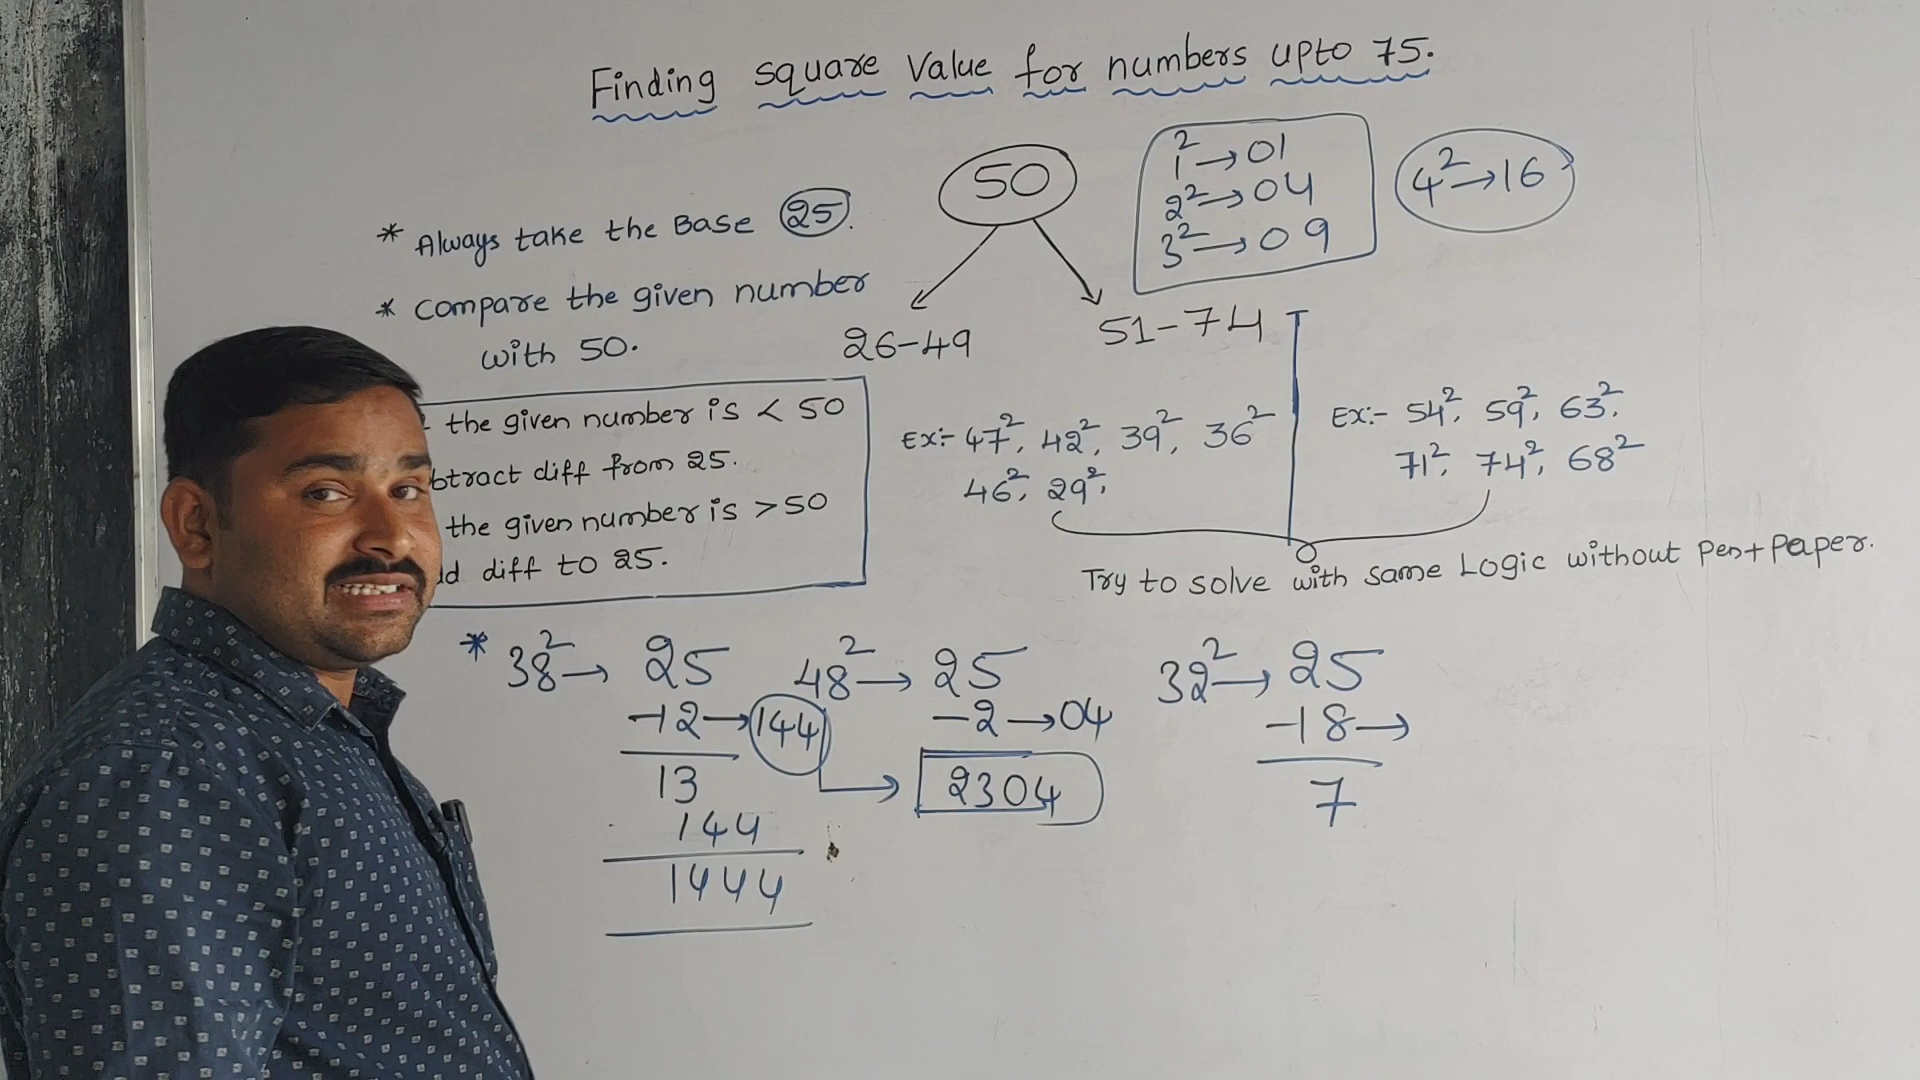 Finding square Value for numbers upto 75.
* Always take the Base 25.
* Compare the given number
with 50.
50
26-49
51-74
1² → 01
2² → 04
3² → 09
4² → 16
the given number is < 50
btract diff from 25.
the given number is > 50
dd diff to 25.
Ex:- 47², 42², 39², 36²
46², 29²,
Ex:- 54², 59², 63²,
71², 74², 68²
Try to solve with same Logic without Pen + Paper.
* 38² → 25
-12 → 144
13
144
1444
48² → 25
-2 → 04
2304
32² → 25
-18 →
7